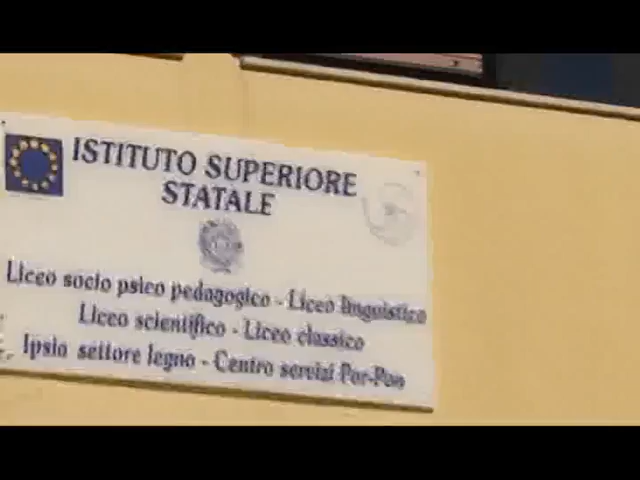 ISTITUTO SUPERIORE
STATALE
Liceo socio psico pedagogico - Liceo linguistico
Liceo scientifico - Liceo classico
Ipsia settore legno - Centro servizi Por-Pon